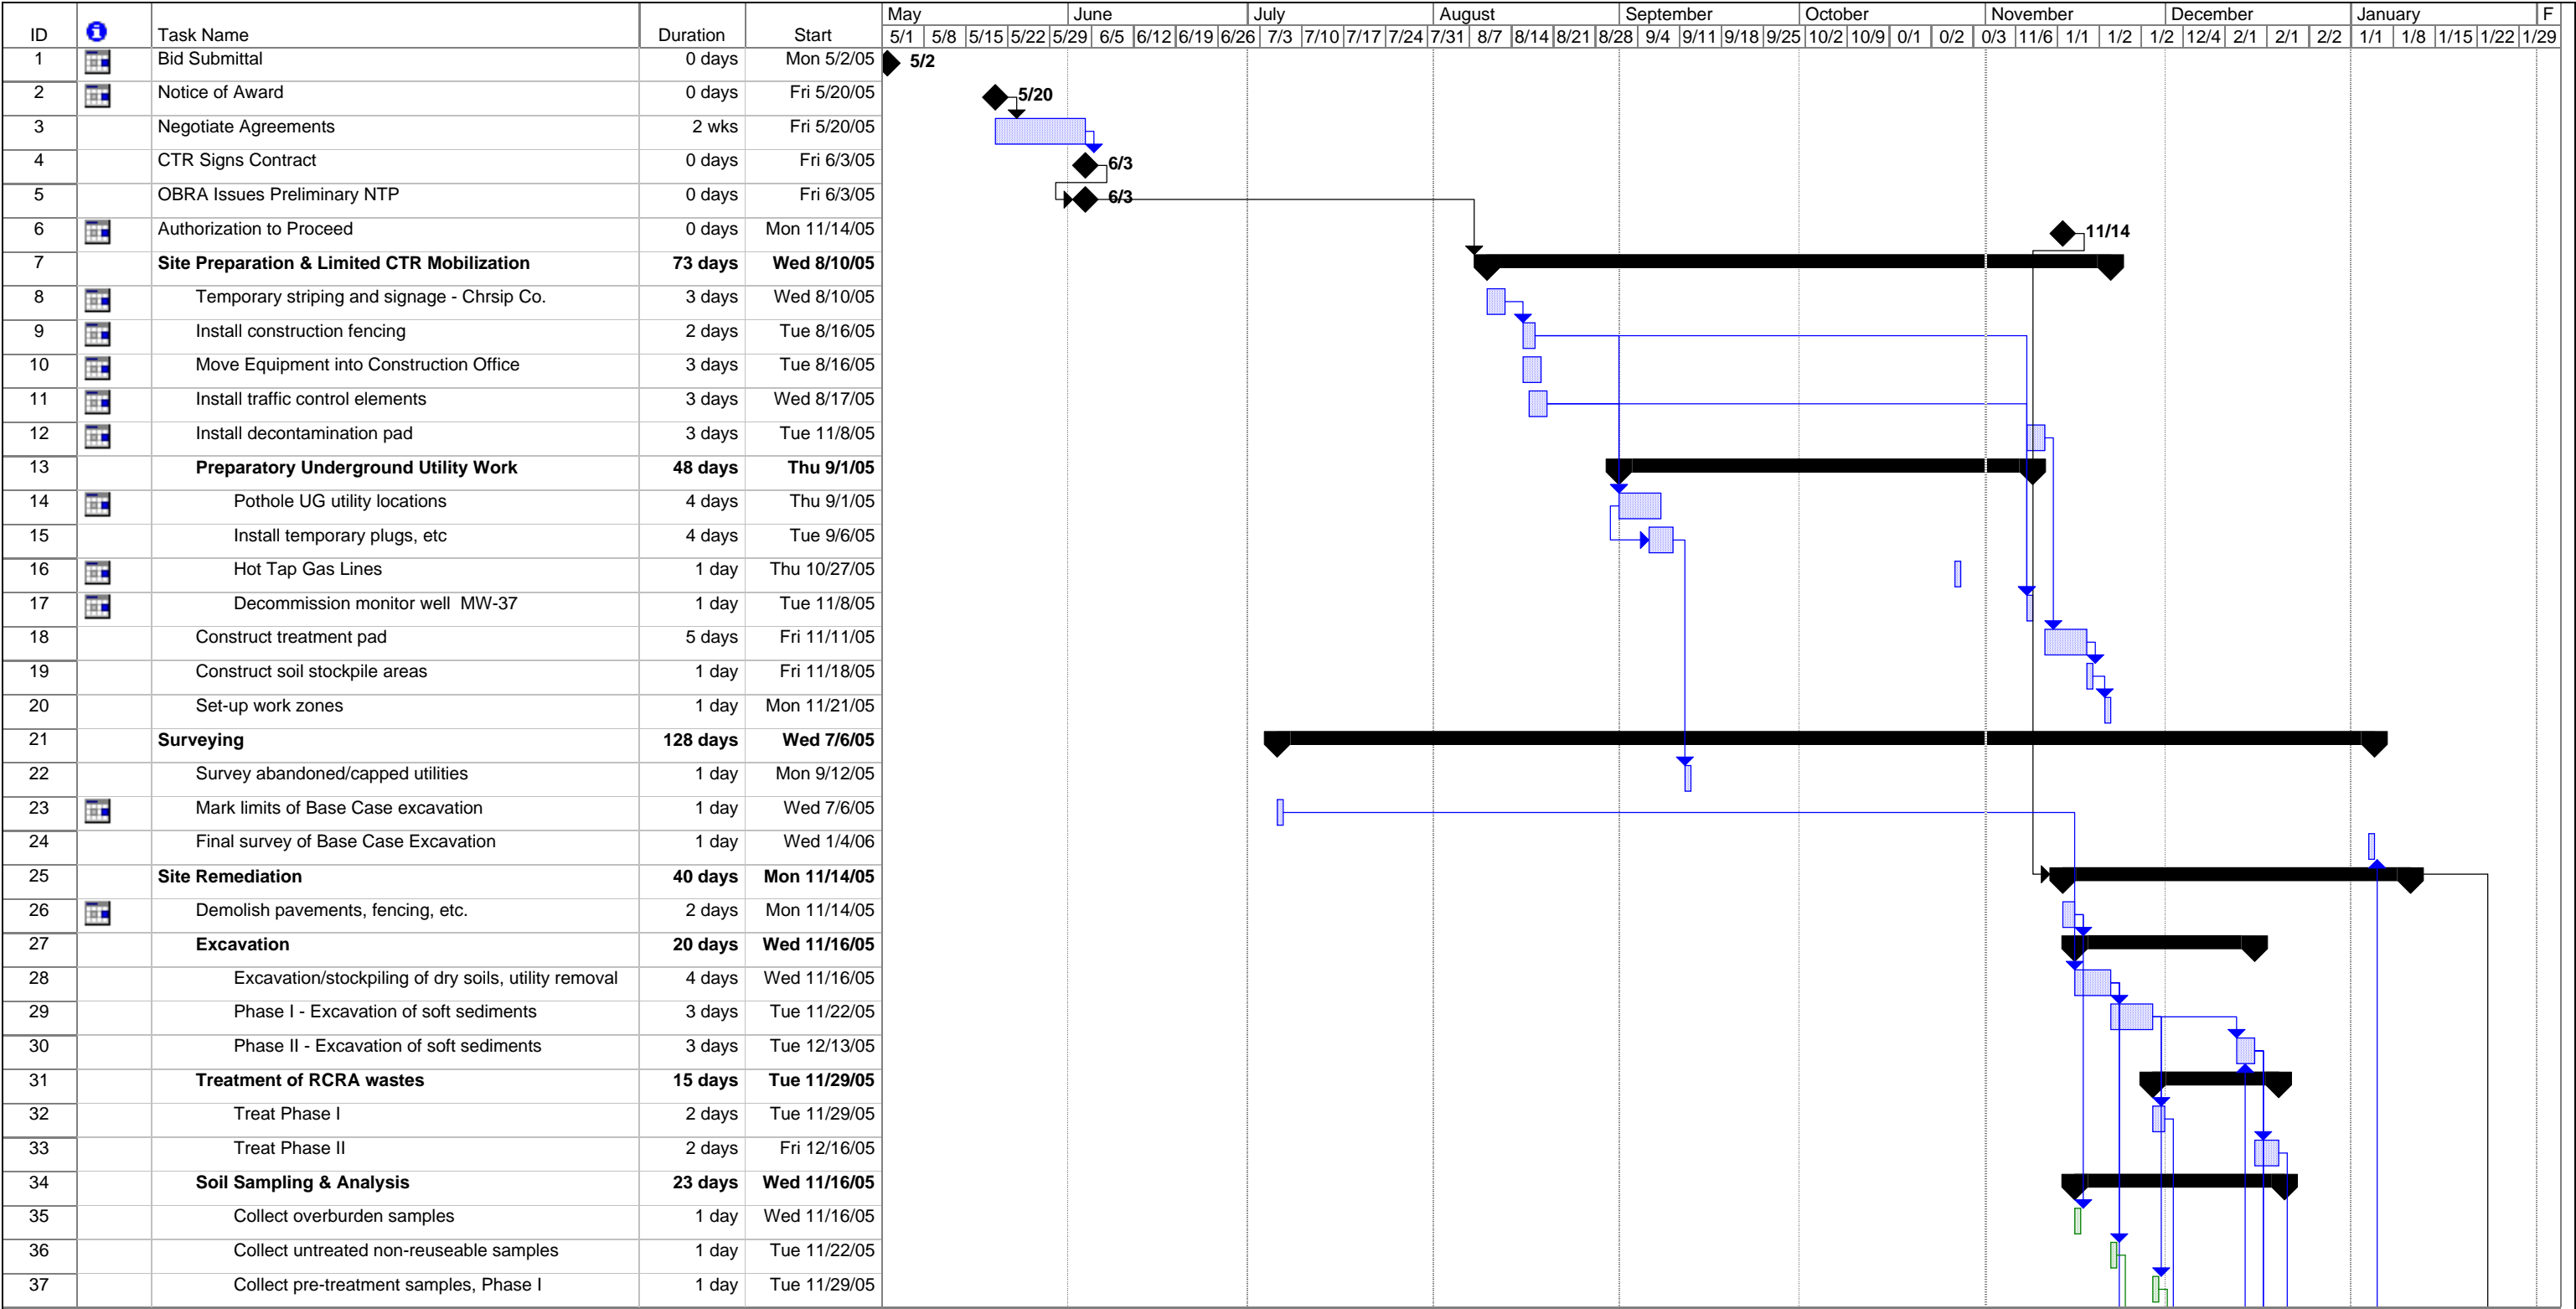 May June July August September October November December January F
ID Task Name Duration Start 5/1 5/8 5/15 5/22 5/29 6/5 6/12 6/19 6/26 7/3 7/10 7/17 7/24 7/31 8/7 8/14 8/21 8/28 9/4 9/11 9/18 9/25 10/2 10/9 0/1 0/2 0/3 11/6 1/1 1/2 1/2 12/4 2/1 2/1 2/2 1/1 1/8 1/15 1/22 1/29
1 Bid Submittal 0 days Mon 5/2/05 5/2
2 Notice of Award 0 days Fri 5/20/05 5/20
3 Negotiate Agreements 2 wks Fri 5/20/05
4 CTR Signs Contract 0 days Fri 6/3/05 6/3
5 OBRA Issues Preliminary NTP 0 days Fri 6/3/05 6/3
6 Authorization to Proceed 0 days Mon 11/14/05 11/14
7 Site Preparation & Limited CTR Mobilization 73 days Wed 8/10/05
8 Temporary striping and signage - Chrsip Co. 3 days Wed 8/10/05
9 Install construction fencing 2 days Tue 8/16/05
10 Move Equipment into Construction Office 3 days Tue 8/16/05
11 Install traffic control elements 3 days Wed 8/17/05
12 Install decontamination pad 3 days Tue 11/8/05
13 Preparatory Underground Utility Work 48 days Thu 9/1/05
14 Pothole UG utility locations 4 days Thu 9/1/05
15 Install temporary plugs, etc 4 days Tue 9/6/05
16 Hot Tap Gas Lines 1 day Thu 10/27/05
17 Decommission monitor well MW-37 1 day Tue 11/8/05
18 Construct treatment pad 5 days Fri 11/11/05
19 Construct soil stockpile areas 1 day Fri 11/18/05
20 Set-up work zones 1 day Mon 11/21/05
21 Surveying 128 days Wed 7/6/05
22 Survey abandoned/capped utilities 1 day Mon 9/12/05
23 Mark limits of Base Case excavation 1 day Wed 7/6/05
24 Final survey of Base Case Excavation 1 day Wed 1/4/06
25 Site Remediation 40 days Mon 11/14/05
26 Demolish pavements, fencing, etc. 2 days Mon 11/14/05
27 Excavation 20 days Wed 11/16/05
28 Excavation/stockpiling of dry soils, utility removal 4 days Wed 11/16/05
29 Phase I - Excavation of soft sediments 3 days Tue 11/22/05
30 Phase II - Excavation of soft sediments 3 days Tue 12/13/05
31 Treatment of RCRA wastes 15 days Tue 11/29/05
32 Treat Phase I 2 days Tue 11/29/05
33 Treat Phase II 2 days Fri 12/16/05
34 Soil Sampling & Analysis 23 days Wed 11/16/05
35 Collect overburden samples 1 day Wed 11/16/05
36 Collect untreated non-reuseable samples 1 day Tue 11/22/05
37 Collect pre-treatment samples, Phase I 1 day Tue 11/29/05